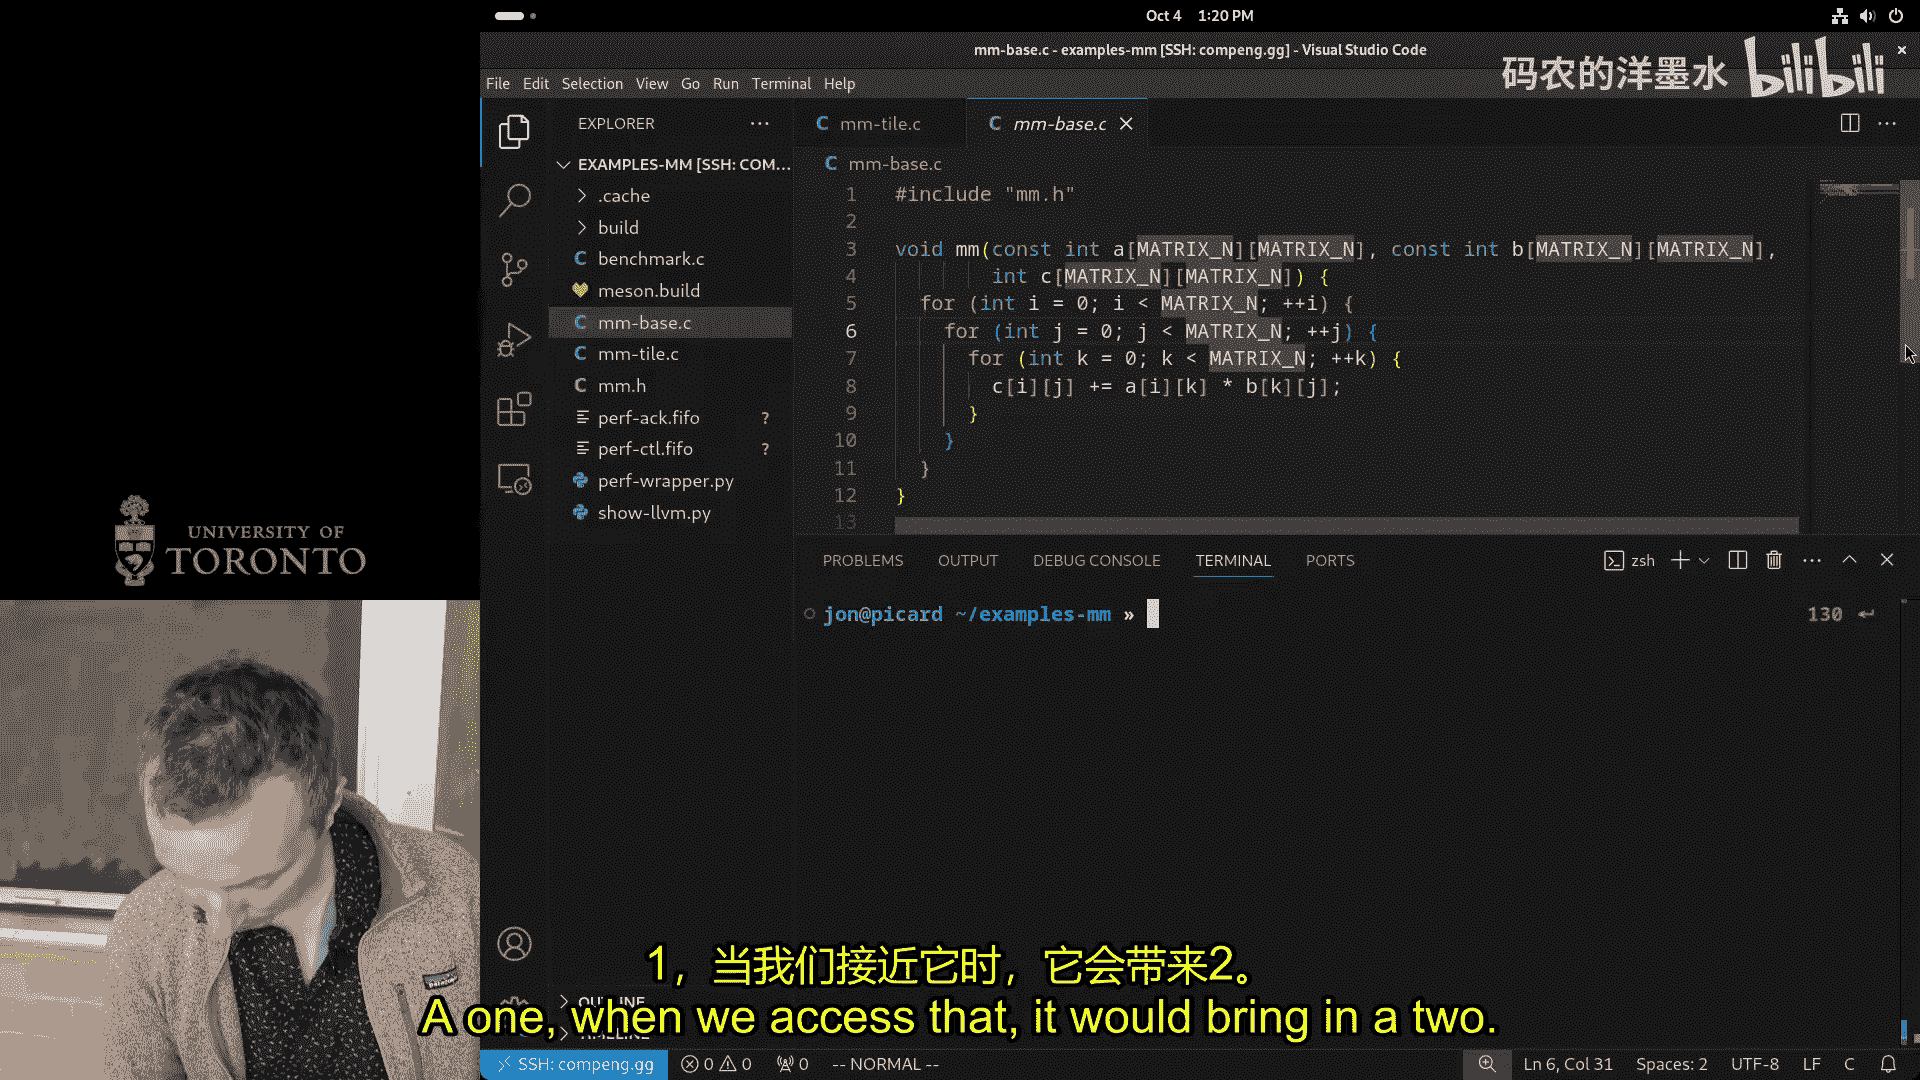 Oct 4 1:20 PM
mm-base.c - examples-mm [SSH: compeng.gg] - Visual Studio Code
码农的洋墨水 bilibili
File Edit Selection View Go Run Terminal Help
EXPLORER
EXAMPLES-MM [SSH: COM...
.cache
build
benchmark.c
meson.build
mm-base.c
mm-tile.c
mm.h
perf-ack.fifo ?
perf-ctl.fifo ?
perf-wrapper.py
show-llvm.py
C mm-tile.c C mm-base.c
C mm-base.c
1 #include "mm.h"
2
3 void mm(const int a[MATRIX_N][MATRIX_N], const int b[MATRIX_N][MATRIX_N],
4 int c[MATRIX_N][MATRIX_N]) {
5 for (int i = 0; i < MATRIX_N; ++i) {
6 for (int j = 0; j < MATRIX_N; ++j) {
7 for (int k = 0; k < MATRIX_N; ++k) {
8 c[i][j] += a[i][k] * b[k][j];
9 }
10 }
11 }
12 }
13
PROBLEMS OUTPUT DEBUG CONSOLE TERMINAL PORTS
zsh
jon@picard ~/examples-mm »
130 ↵
UNIVERSITY OF
TORONTO
OUTLINE
TIMELINE
1，当我们接近它时，它会带来2。
A one, when we access that, it would bring in a two.
SSH: compeng.gg 0 0 0 -- NORMAL -- Ln 6, Col 31 Spaces: 2 UTF-8 LF C